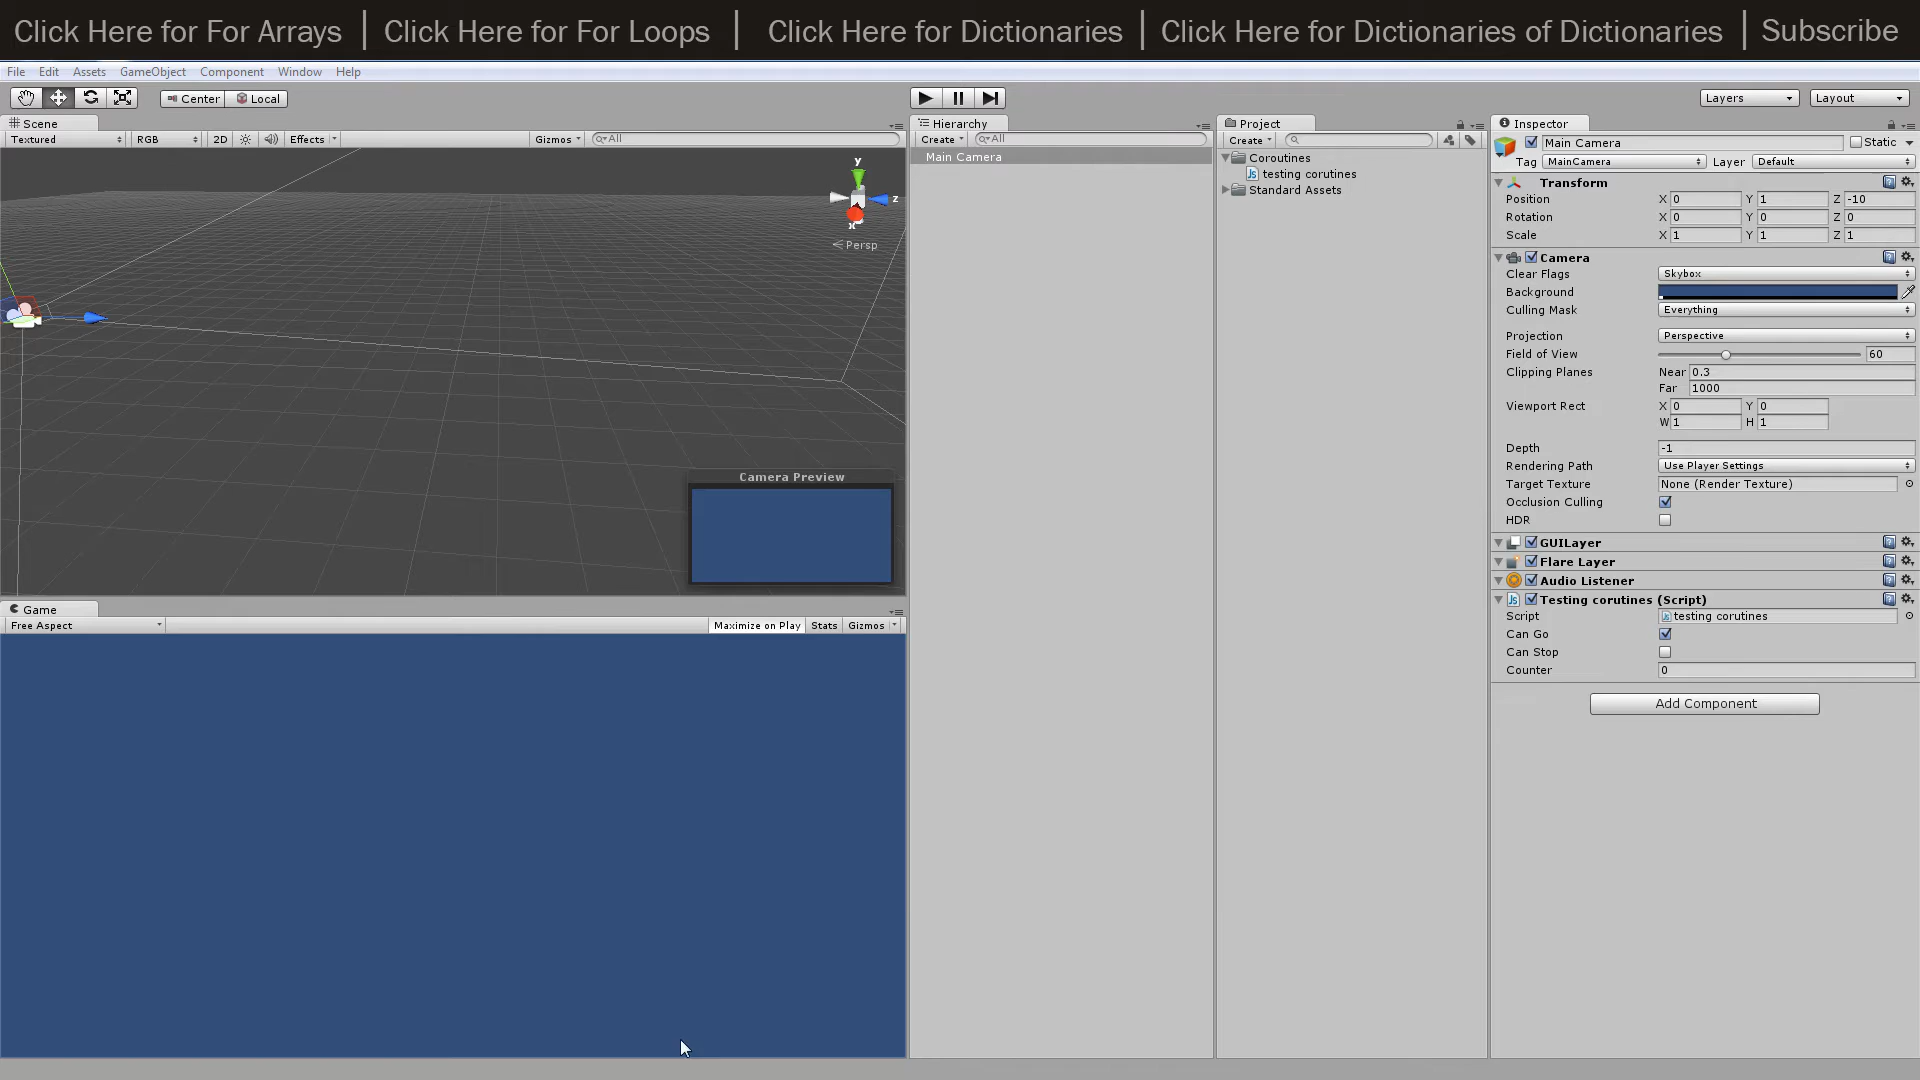 Click Here for For Arrays | Click Here for For Loops | Click Here for Dictionaries | Click Here for Dictionaries of Dictionaries | Subscribe
File Edit Assets GameObject Component Window Help
Center Local Layers Layout
Scene
Textured RGB 2D Effects Gizmos All
y
z
x
Persp
Camera Preview
Game
Free Aspect Maximize on Play Stats Gizmos
Hierarchy
Create All
Main Camera
Project
Create
Coroutines
testing corutines
Standard Assets
Inspector
Main Camera Static
Tag MainCamera Layer Default
Transform
Position X 0 Y 1 Z -10
Rotation X 0 Y 0 Z 0
Scale X 1 Y 1 Z 1
Camera
Clear Flags Skybox
Background
Culling Mask Everything
Projection Perspective
Field of View 60
Clipping Planes Near 0.3
Far 1000
Viewport Rect X 0 Y 0
W 1 H 1
Depth -1
Rendering Path Use Player Settings
Target Texture None (Render Texture)
Occlusion Culling
HDR
GUILayer
Flare Layer
Audio Listener
Testing corutines (Script)
Script testing corutines
Can Go
Can Stop
Counter 0
Add Component